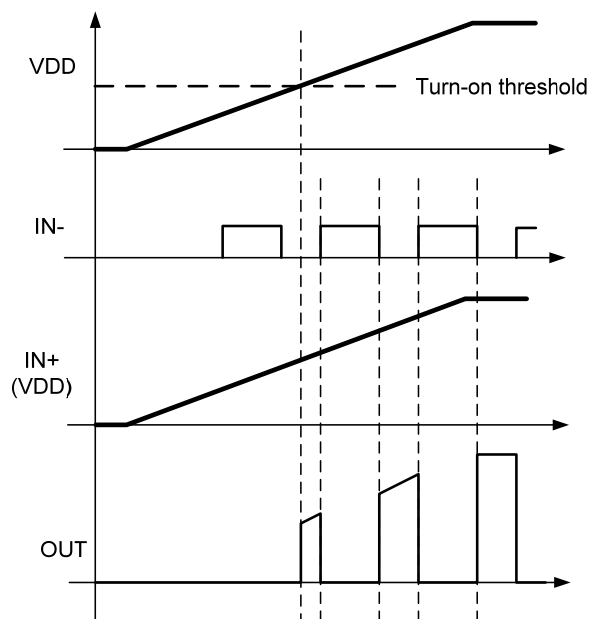 VDD
Turn-on threshold
IN-
IN+
(VDD)
OUT